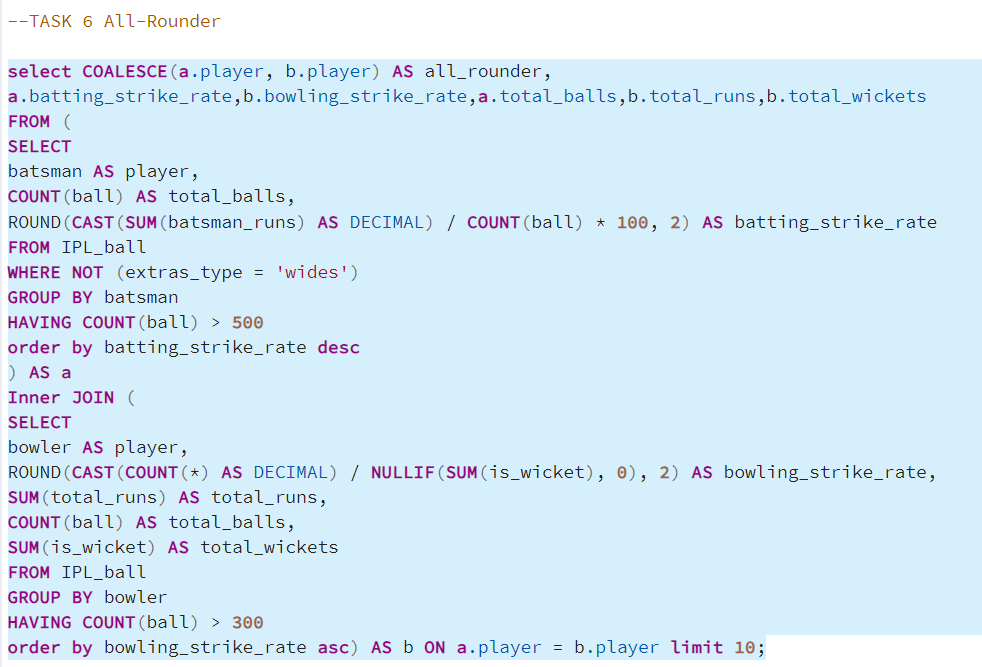 --TASK 6 All-Rounder
select COALESCE(a.player, b.player) AS all_rounder,
a.batting_strike_rate,b.bowling_strike_rate,a.total_balls,b.total_runs,b.total_wickets
FROM (
SELECT
batsman AS player,
COUNT(ball) AS total_balls,
ROUND(CAST(SUM(batsman_runs) AS DECIMAL) / COUNT(ball) * 100, 2) AS batting_strike_rate
FROM IPL_ball
WHERE NOT (extras_type = 'wides')
GROUP BY batsman
HAVING COUNT(ball) > 500
order by batting_strike_rate desc
) AS a
Inner JOIN (
SELECT
bowler AS player,
ROUND(CAST(COUNT(*) AS DECIMAL) / NULLIF(SUM(is_wicket), 0), 2) AS bowling_strike_rate,
SUM(total_runs) AS total_runs,
COUNT(ball) AS total_balls,
SUM(is_wicket) AS total_wickets
FROM IPL_ball
GROUP BY bowler
HAVING COUNT(ball) > 300
order by bowling_strike_rate asc) AS b ON a.player = b.player limit 10;